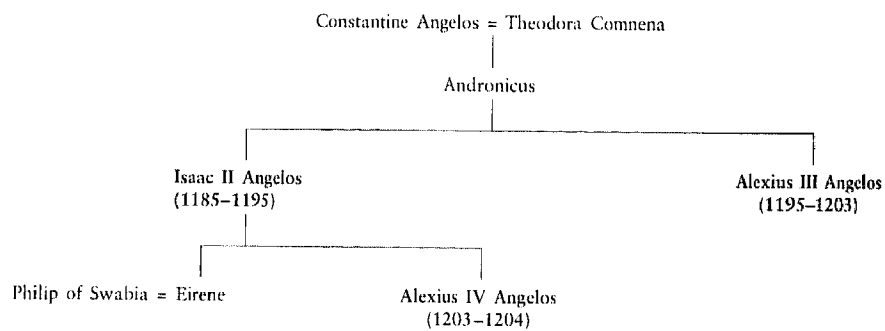 Constantine Angelos = Theodora Comnena
Andronicus
Isaac II Angelos
(1185–1195)
Alexius III Angelos
(1195–1203)
Philip of Swabia = Eirene
Alexius IV Angelos
(1203–1204)